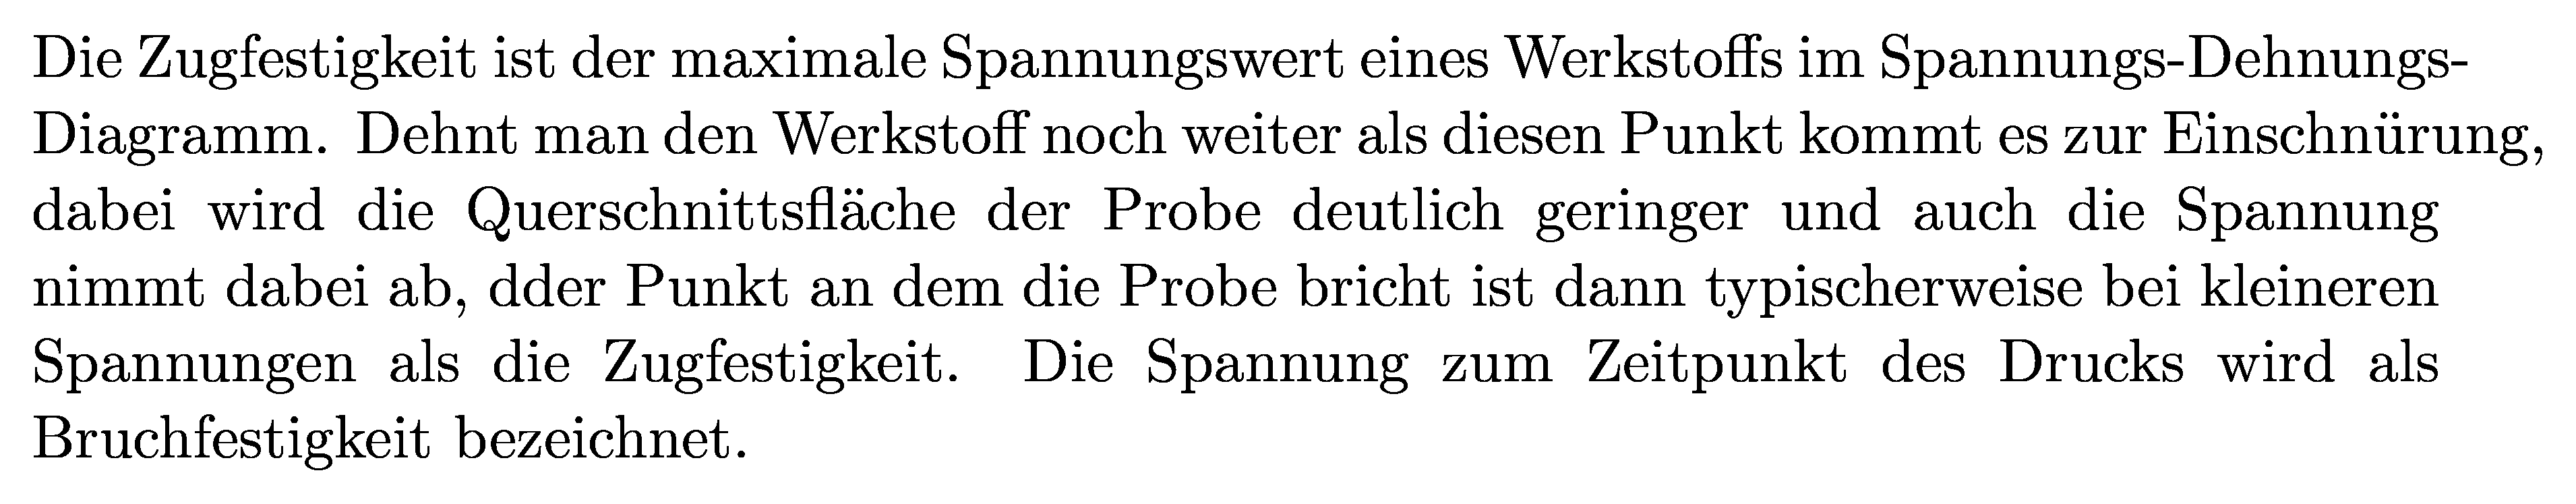 Die Zugfestigkeit ist der maximale Spannungswert eines Werkstoffs im Spannungs-Dehnungs-
Diagramm. Dehnt man den Werkstoff noch weiter als diesen Punkt kommt es zur Einschnürung,
dabei wird die Querschnittsfläche der Probe deutlich geringer und auch die Spannung
nimmt dabei ab, dder Punkt an dem die Probe bricht ist dann typischerweise bei kleineren
Spannungen als die Zugfestigkeit. Die Spannung zum Zeitpunkt des Drucks wird als
Bruchfestigkeit bezeichnet.